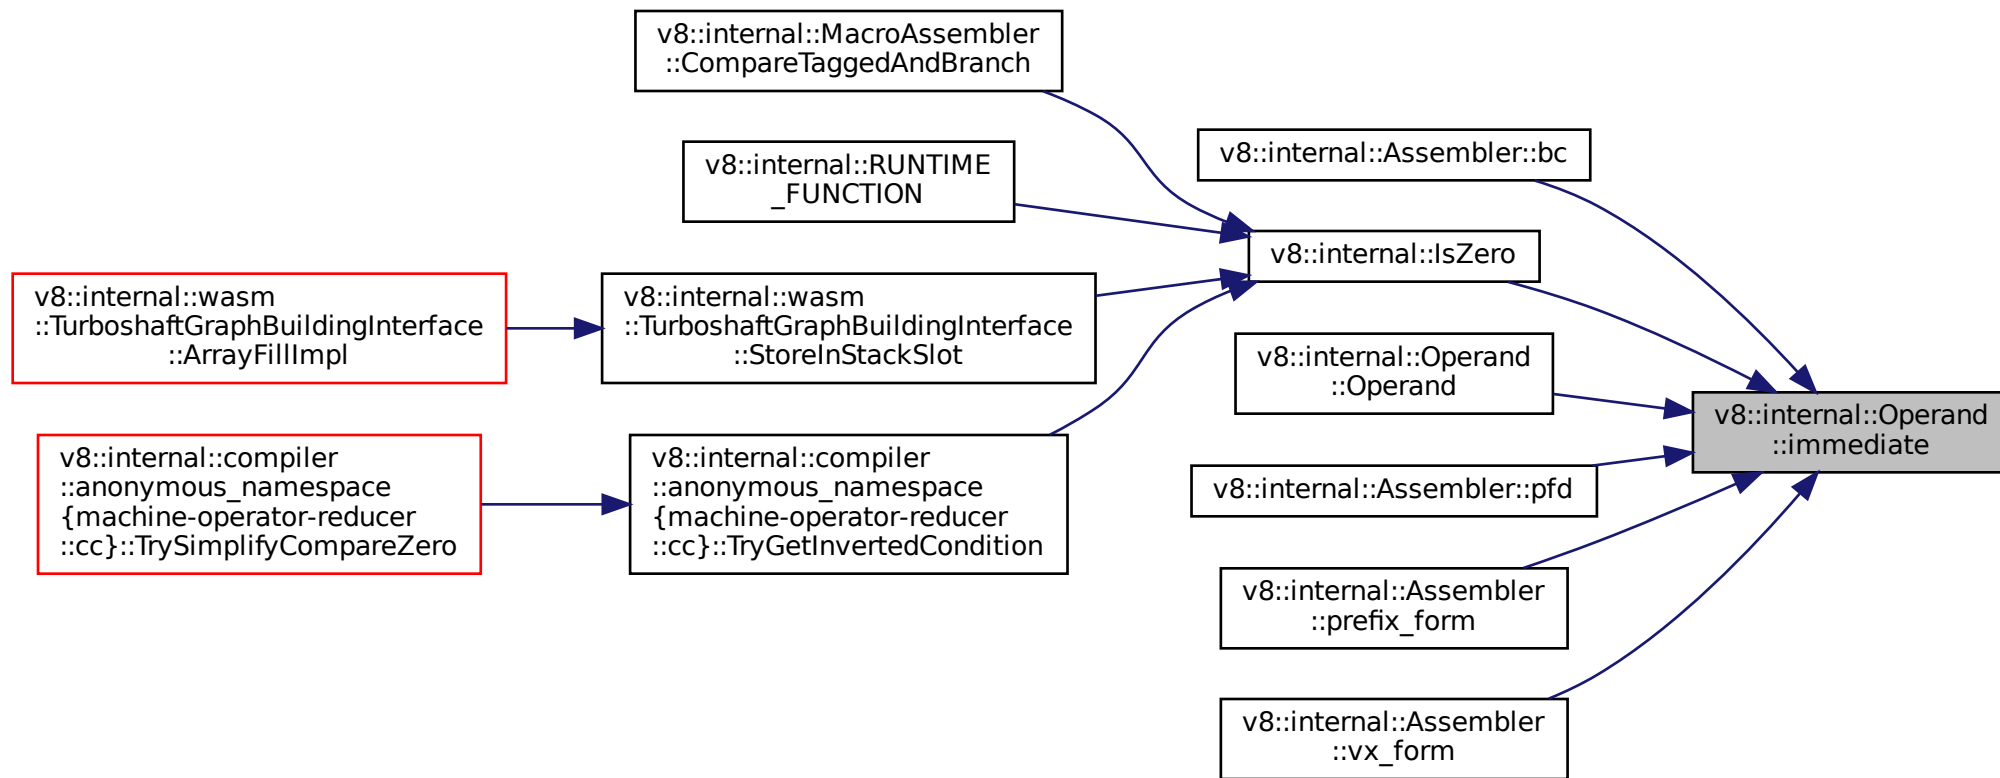 v8::internal::MacroAssembler
::CompareTaggedAndBranch
v8::internal::RUNTIME
_FUNCTION
v8::internal::wasm
::TurboshaftGraphBuildingInterface
::ArrayFillImpl
v8::internal::wasm
::TurboshaftGraphBuildingInterface
::StoreInStackSlot
v8::internal::compiler
::anonymous_namespace
{machine-operator-reducer
::cc}::TrySimplifyCompareZero
v8::internal::compiler
::anonymous_namespace
{machine-operator-reducer
::cc}::TryGetInvertedCondition
v8::internal::Assembler::bc
v8::internal::IsZero
v8::internal::Operand
::Operand
v8::internal::Assembler::pfd
v8::internal::Assembler
::prefix_form
v8::internal::Assembler
::vx_form
v8::internal::Operand
::immediate